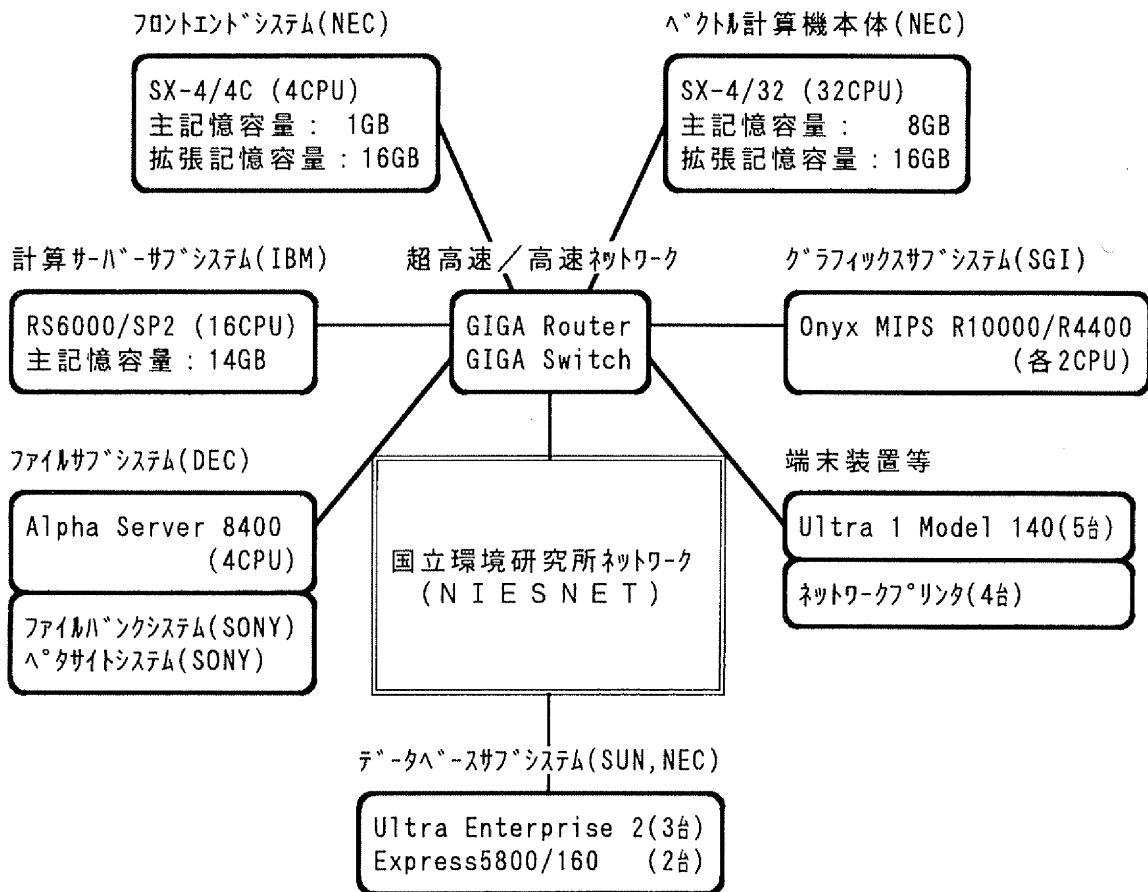 フロントエンドシステム(NEC)
SX-4/4C (4CPU)
主記憶容量： 1GB
拡張記憶容量：16GB
ベクトル計算機本体(NEC)
SX-4/32 (32CPU)
主記憶容量： 8GB
拡張記憶容量：16GB
計算サーバーサブシステム(IBM)
RS6000/SP2 (16CPU)
主記憶容量：14GB
超高速／高速ネットワーク
GIGA Router
GIGA Switch
グラフィックスサブシステム(SGI)
Onyx MIPS R10000/R4400
(各2CPU)
ファイルサブシステム(DEC)
Alpha Server 8400
(4CPU)
ファイルバンクシステム(SONY)
ペタサイトシステム(SONY)
国立環境研究所ネットワーク
(ＮＩＥＳＮＥＴ)
端末装置等
Ultra 1 Model 140(5台)
ネットワークプリンタ(4台)
データベースサブシステム(SUN,NEC)
Ultra Enterprise 2(3台)
Express5800/160 (2台)